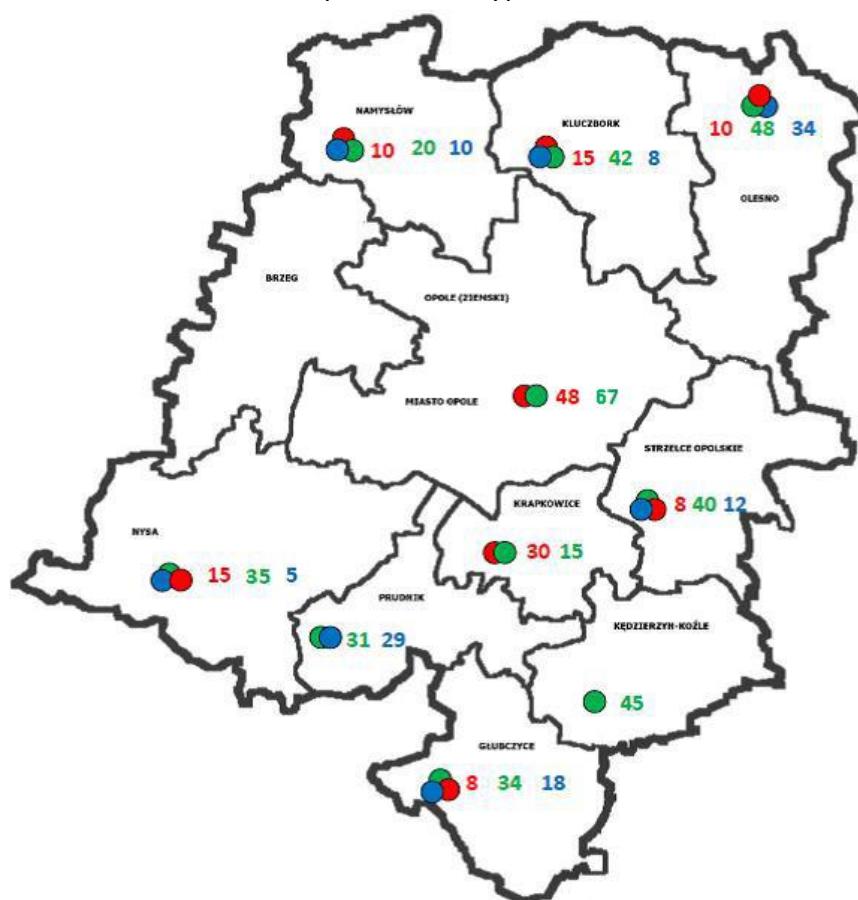 NAMYSŁÓW
10 20 10
KLUCZBORK
15 42 8
10 48 34
OLESNO
BRZEG
OPOLE (ZIEMSKI)
MIASTO OPOLE
48 67
STRZELCE OPOLSKIE
8 40 12
KRAPKOWICE
30 15
NYSA
15 35 5
PRUDNIK
31 29
KĘDZIERZYN-KOŹLE
45
GŁUBCZYCE
8 34 18